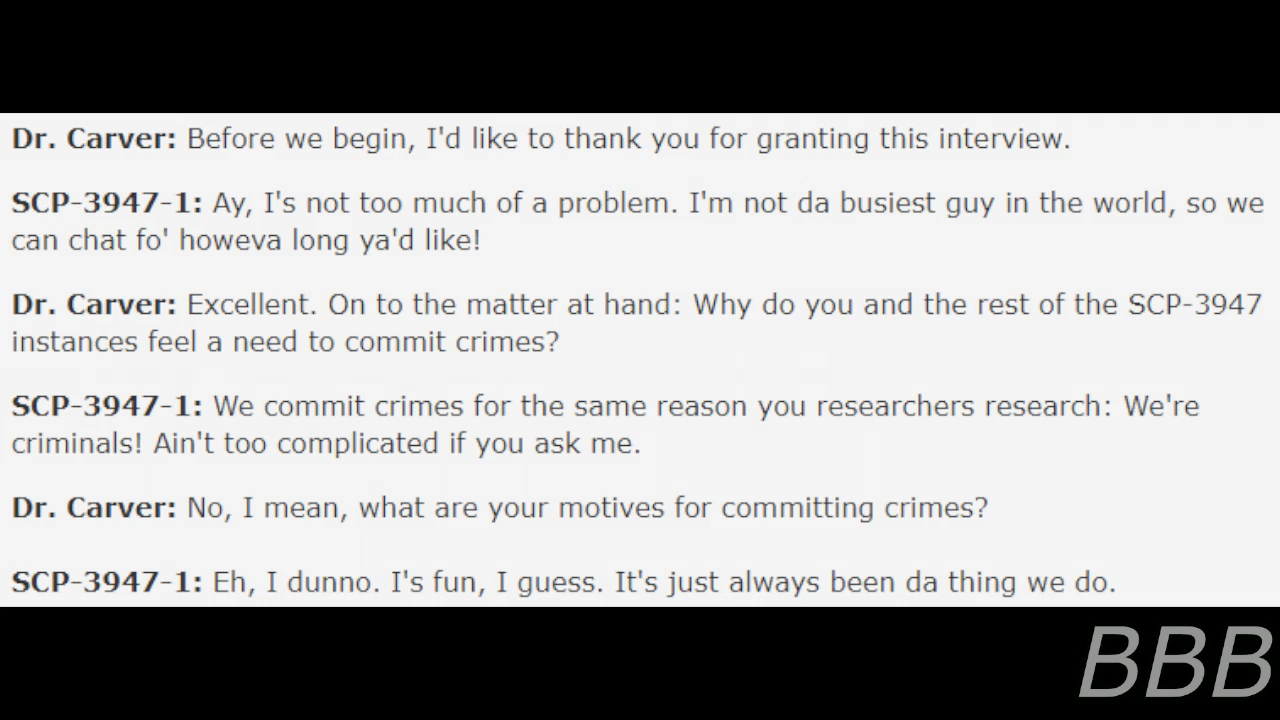 Dr. Carver: Before we begin, I'd like to thank you for granting this interview.
SCP-3947-1: Ay, I's not too much of a problem. I'm not da busiest guy in the world, so we
can chat fo' howeva long ya'd like!
Dr. Carver: Excellent. On to the matter at hand: Why do you and the rest of the SCP-3947
instances feel a need to commit crimes?
SCP-3947-1: We commit crimes for the same reason you researchers research: We're
criminals! Ain't too complicated if you ask me.
Dr. Carver: No, I mean, what are your motives for committing crimes?
SCP-3947-1: Eh, I dunno. I's fun, I guess. It's just always been da thing we do.
BBB